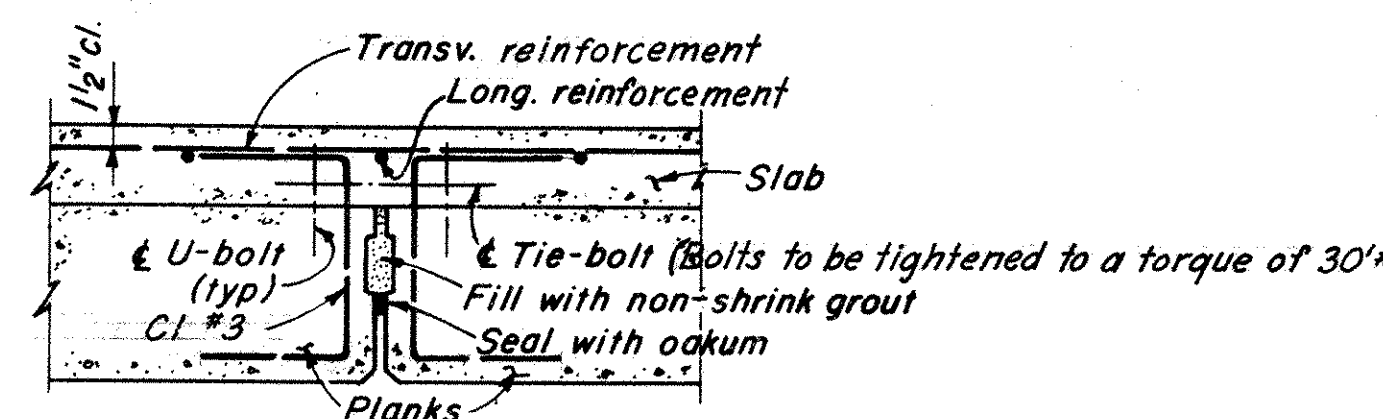 1½"cl.
Transv. reinforcement
Long. reinforcement
Slab
℄ U-bolt
(typ)
℄ Tie-bolt (Bolts to be tightened to a torque of 30'
Fill with non-shrink grout
C1 #3
Seal with oakum
Planks